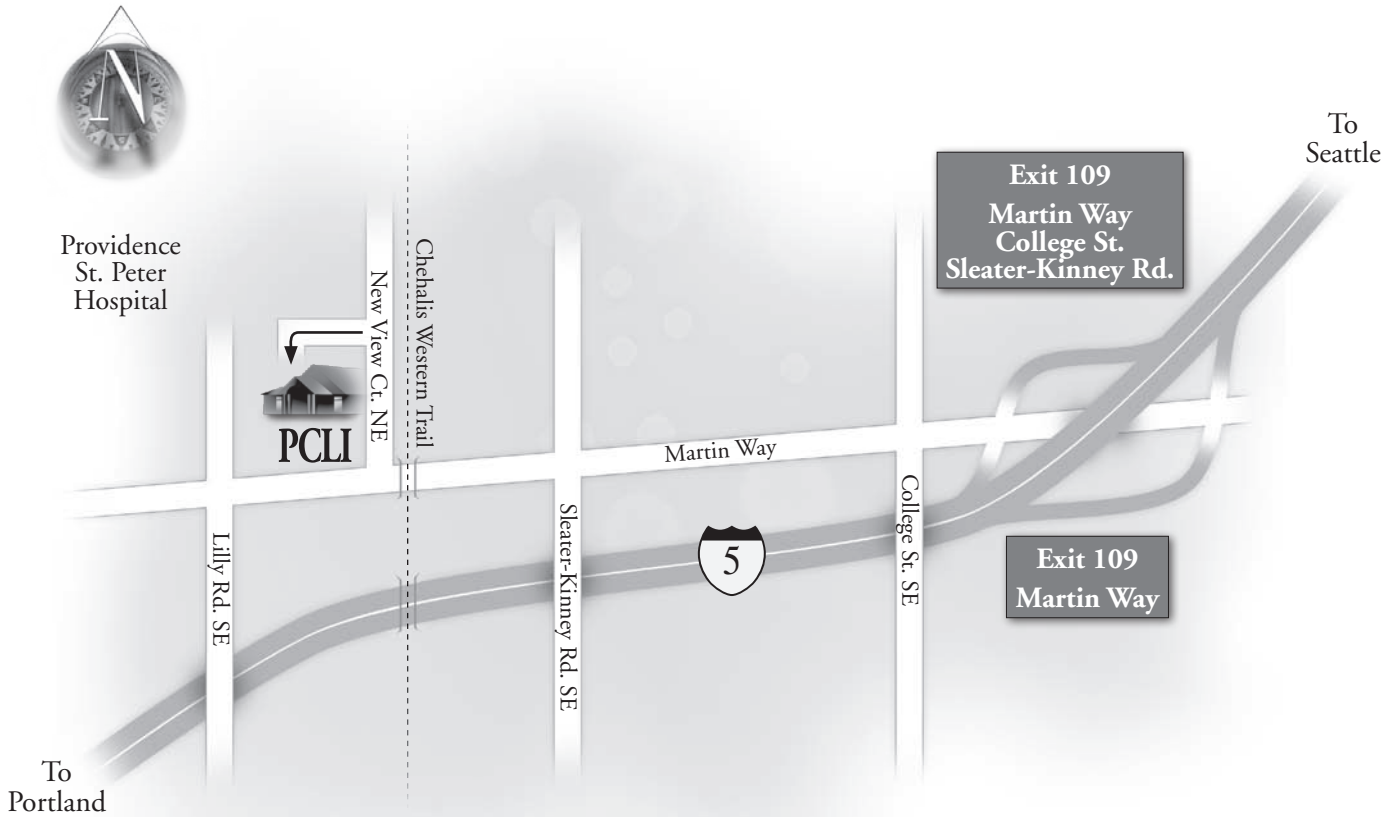 N
To
Seattle
Exit 109
Martin Way
College St.
Sleater-Kinney Rd.
Providence
St. Peter
Hospital
New View Ct. NE
Chehalis Western Trail
PCLI
Martin Way
Lilly Rd. SE
Sleater-Kinney Rd. SE
5
College St. SE
Exit 109
Martin Way
To
Portland